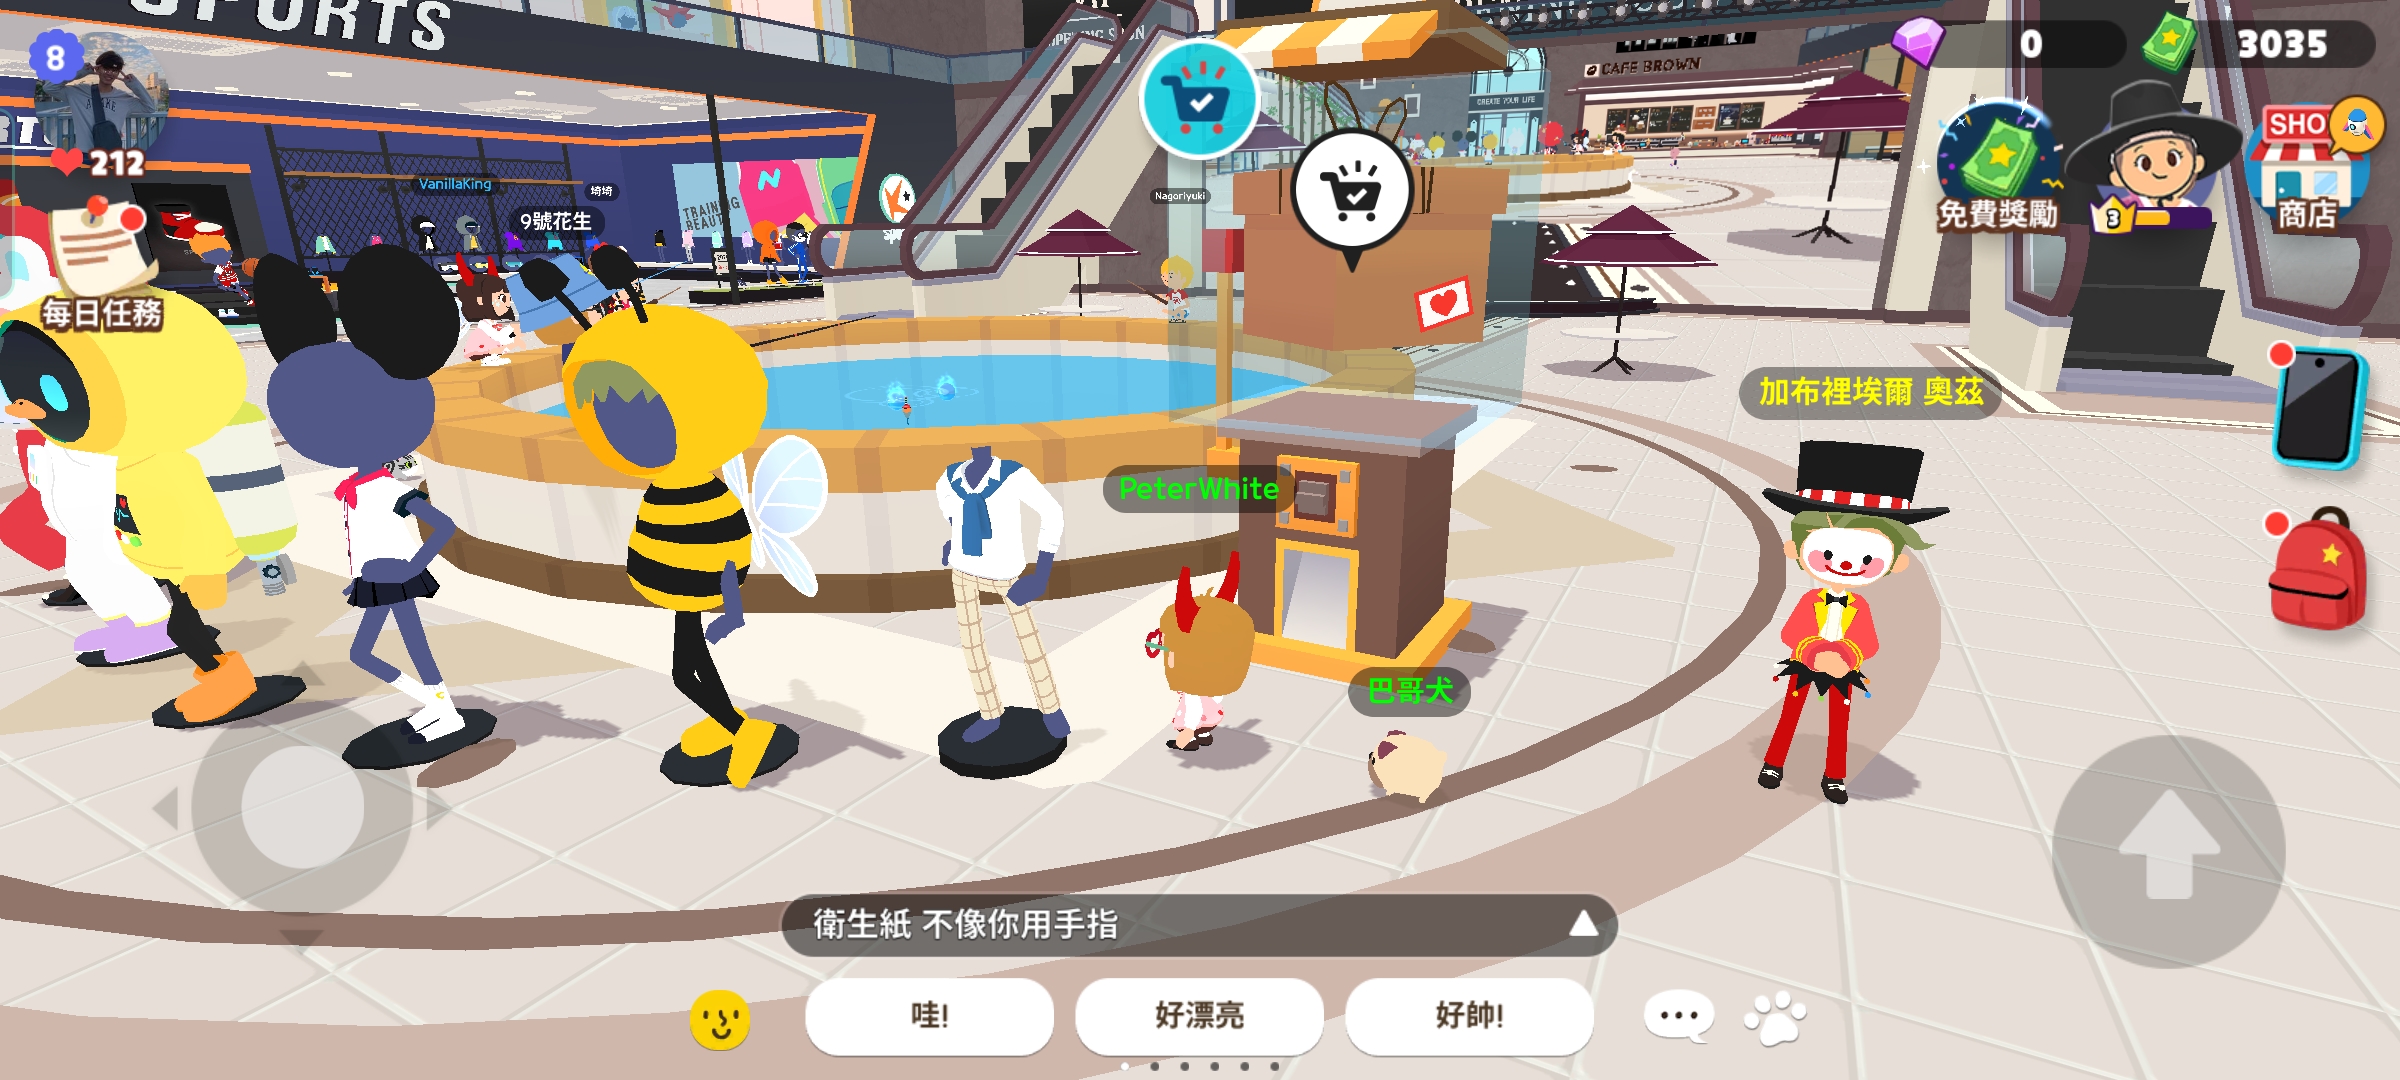 SPORTS
8
212
每日任務
VanillaKing
埼埼
9號花生
TRAINING
BEAUT
N
Nagoriyuki
CREATE YOUR LIFE
CAFE BROWN
0
3035
免費獎勵
3
SHO
商店
加布裡埃爾 奧茲
PeterWhite
巴哥犬
衛生紙 不像你用手指
哇!
好漂亮
好帥!